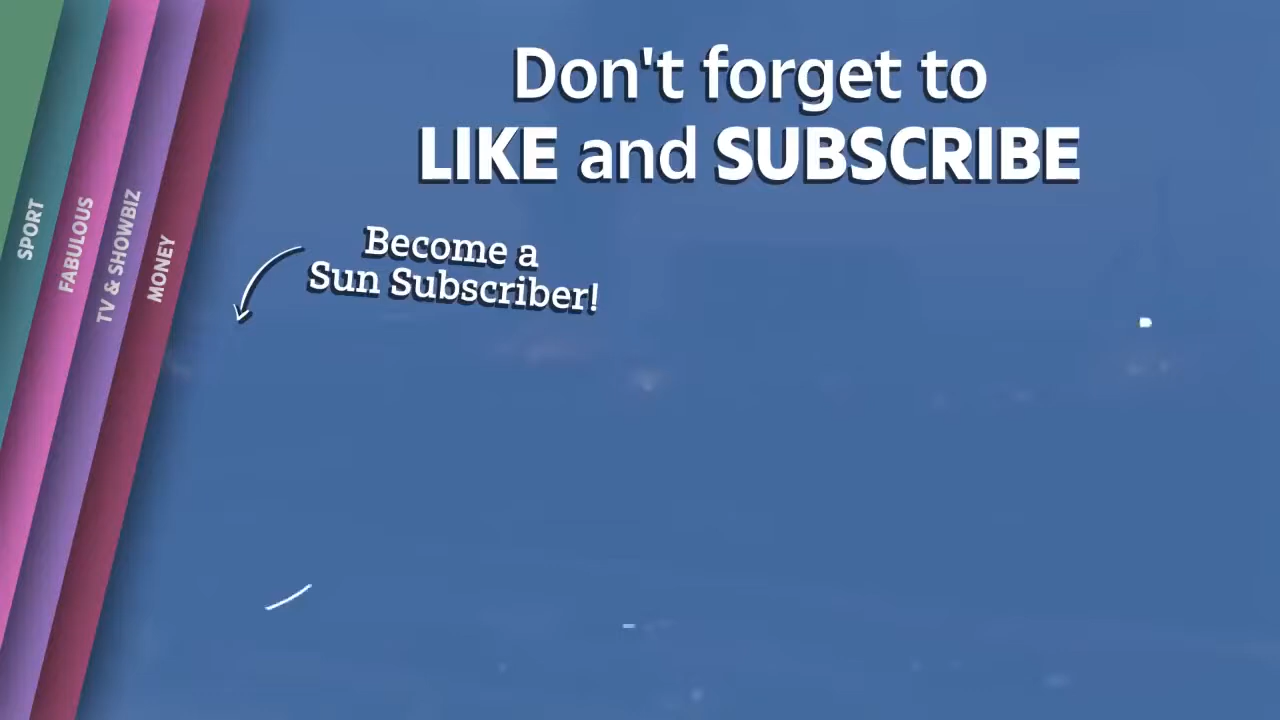 Don't forget to
LIKE and SUBSCRIBE
Become a
Sun Subscriber!
SPORT
FABULOUS
TV & SHOWBIZ
MONEY